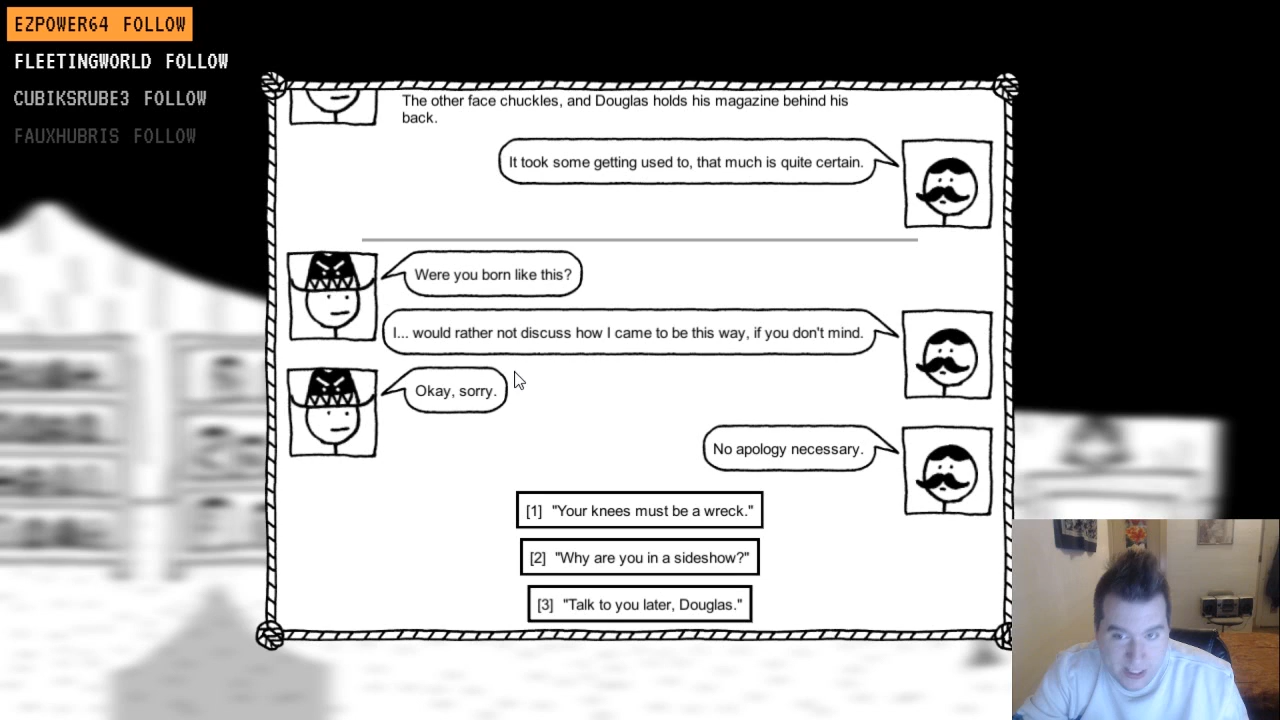 EZPOWER64 FOLLOW
FLEETINGWORLD FOLLOW
CUBIKSRUBE3 FOLLOW
FAUXHUBRIS FOLLOW
The other face chuckles, and Douglas holds his magazine behind his
back.
It took some getting used to, that much is quite certain.
Were you born like this?
I... would rather not discuss how I came to be this way, if you don't mind.
Okay, sorry.
No apology necessary.
[1] "Your knees must be a wreck."
[2] "Why are you in a sideshow?"
[3] "Talk to you later, Douglas."